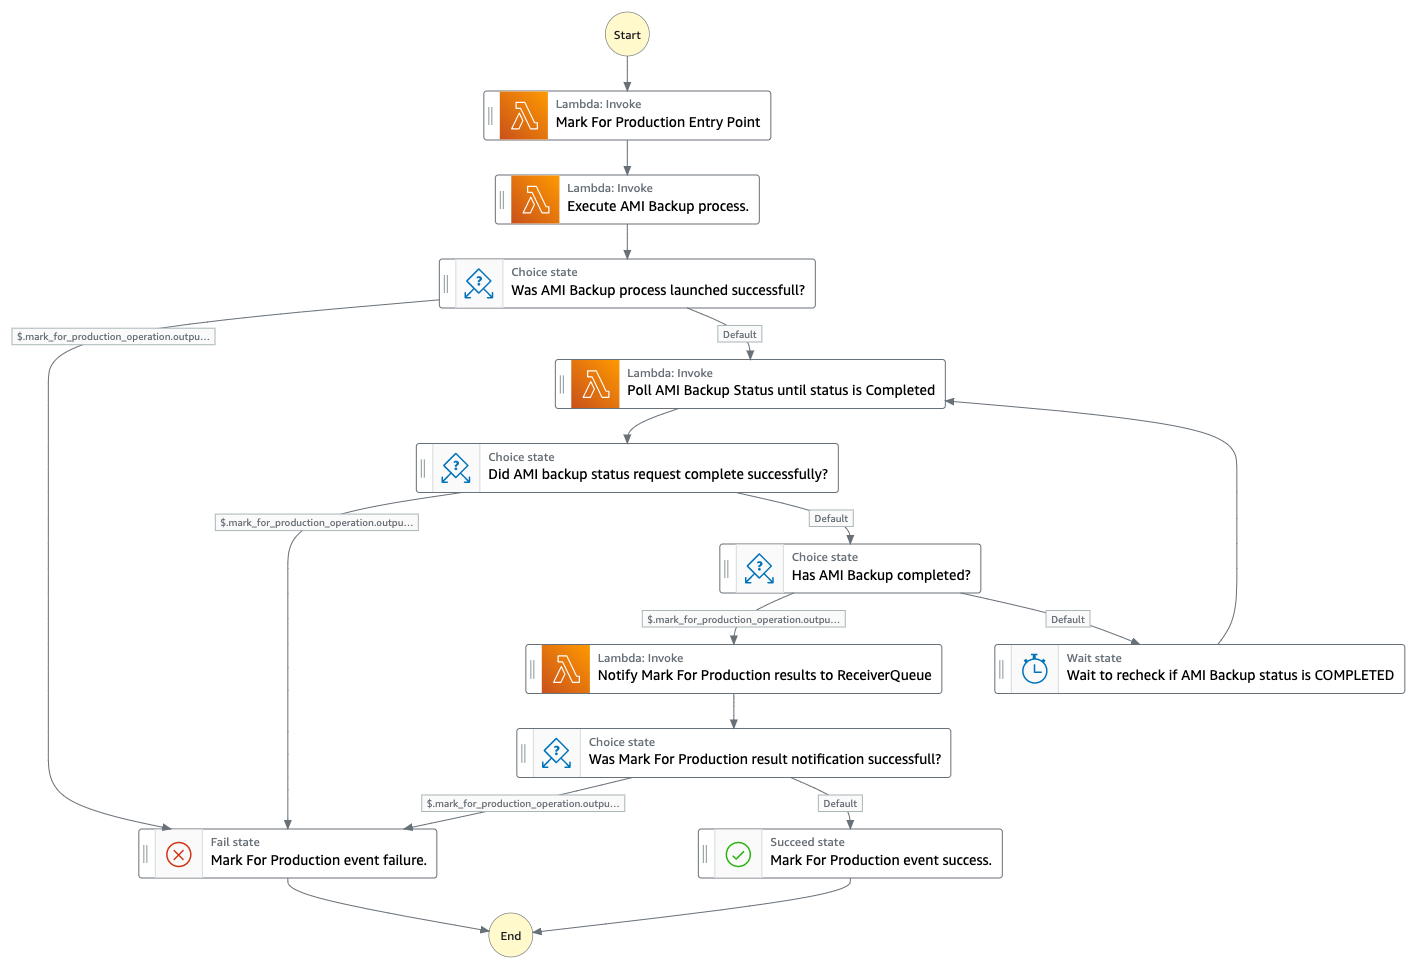 Start
Lambda: Invoke
Mark For Production Entry Point
Lambda: Invoke
Execute AMI Backup process.
Choice state
Was AMI Backup process launched successfull?
$.mark_for_production_operation.outpu...
Default
Lambda: Invoke
Poll AMI Backup Status until status is Completed
Choice state
Did AMI backup status request complete successfully?
$.mark_for_production_operation.outpu...
Default
Choice state
Has AMI Backup completed?
$.mark_for_production_operation.outpu...
Default
Lambda: Invoke
Notify Mark For Production results to ReceiverQueue
Wait state
Wait to recheck if AMI Backup status is COMPLETED
Choice state
Was Mark For Production result notification successfull?
$.mark_for_production_operation.outpu...
Default
Fail state
Mark For Production event failure.
Succeed state
Mark For Production event success.
End